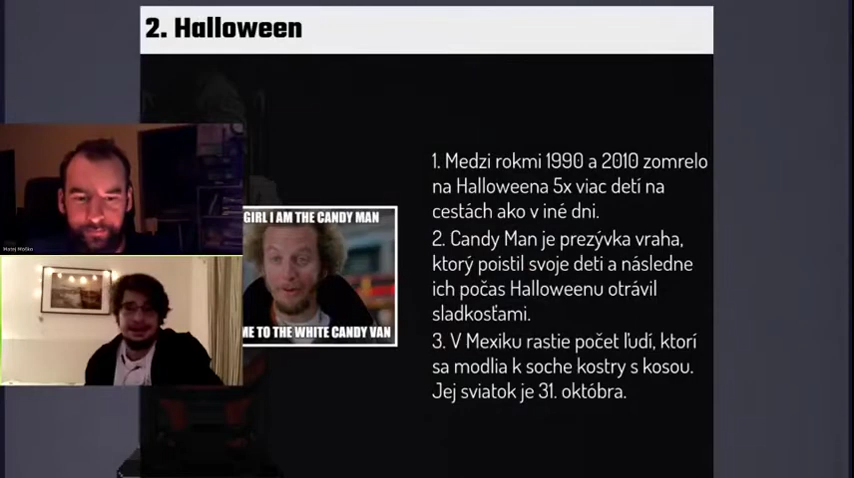 2. Halloween
1. Medzi rokmi 1990 a 2010 zomrelo
na Halloweena 5x viac detí na
cestách ako v iné dni.
2. Candy Man je prezývka vraha,
ktorý poistil svoje deti a následne
ich počas Halloweenu otrávil
sladkosťami.
3. V Mexiku rastie počet ľudí, ktorí
sa modlia k soche kostry s kosou.
Jej sviatok je 31. októbra.
GIRL I AM THE CANDY MAN
ME TO THE WHITE CANDY VAN